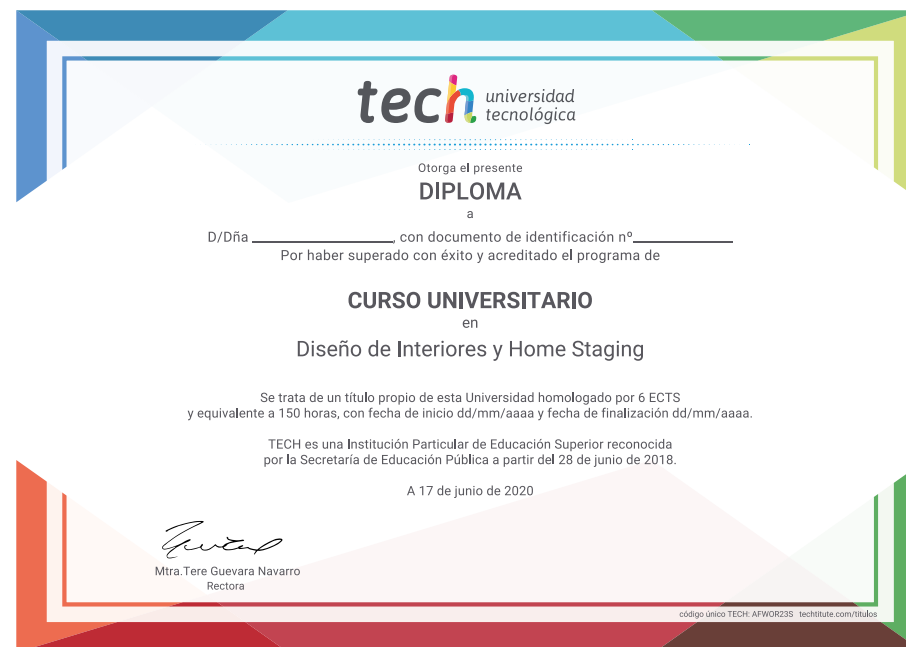 tech universidad
tecnológica
Otorga el presente
DIPLOMA
a
D/Dña ____________________, con documento de identificación nº______________
Por haber superado con éxito y acreditado el programa de
CURSO UNIVERSITARIO
en
Diseño de Interiores y Home Staging
Se trata de un título propio de esta Universidad homologado por 6 ECTS
y equivalente a 150 horas, con fecha de inicio dd/mm/aaaa y fecha de finalización dd/mm/aaaa.
TECH es una Institución Particular de Educación Superior reconocida
por la Secretaría de Educación Pública a partir del 28 de junio de 2018.
A 17 de junio de 2020
Mtra.Tere Guevara Navarro
Rectora
código único TECH: AFWOR23S techtitute.com/titulos